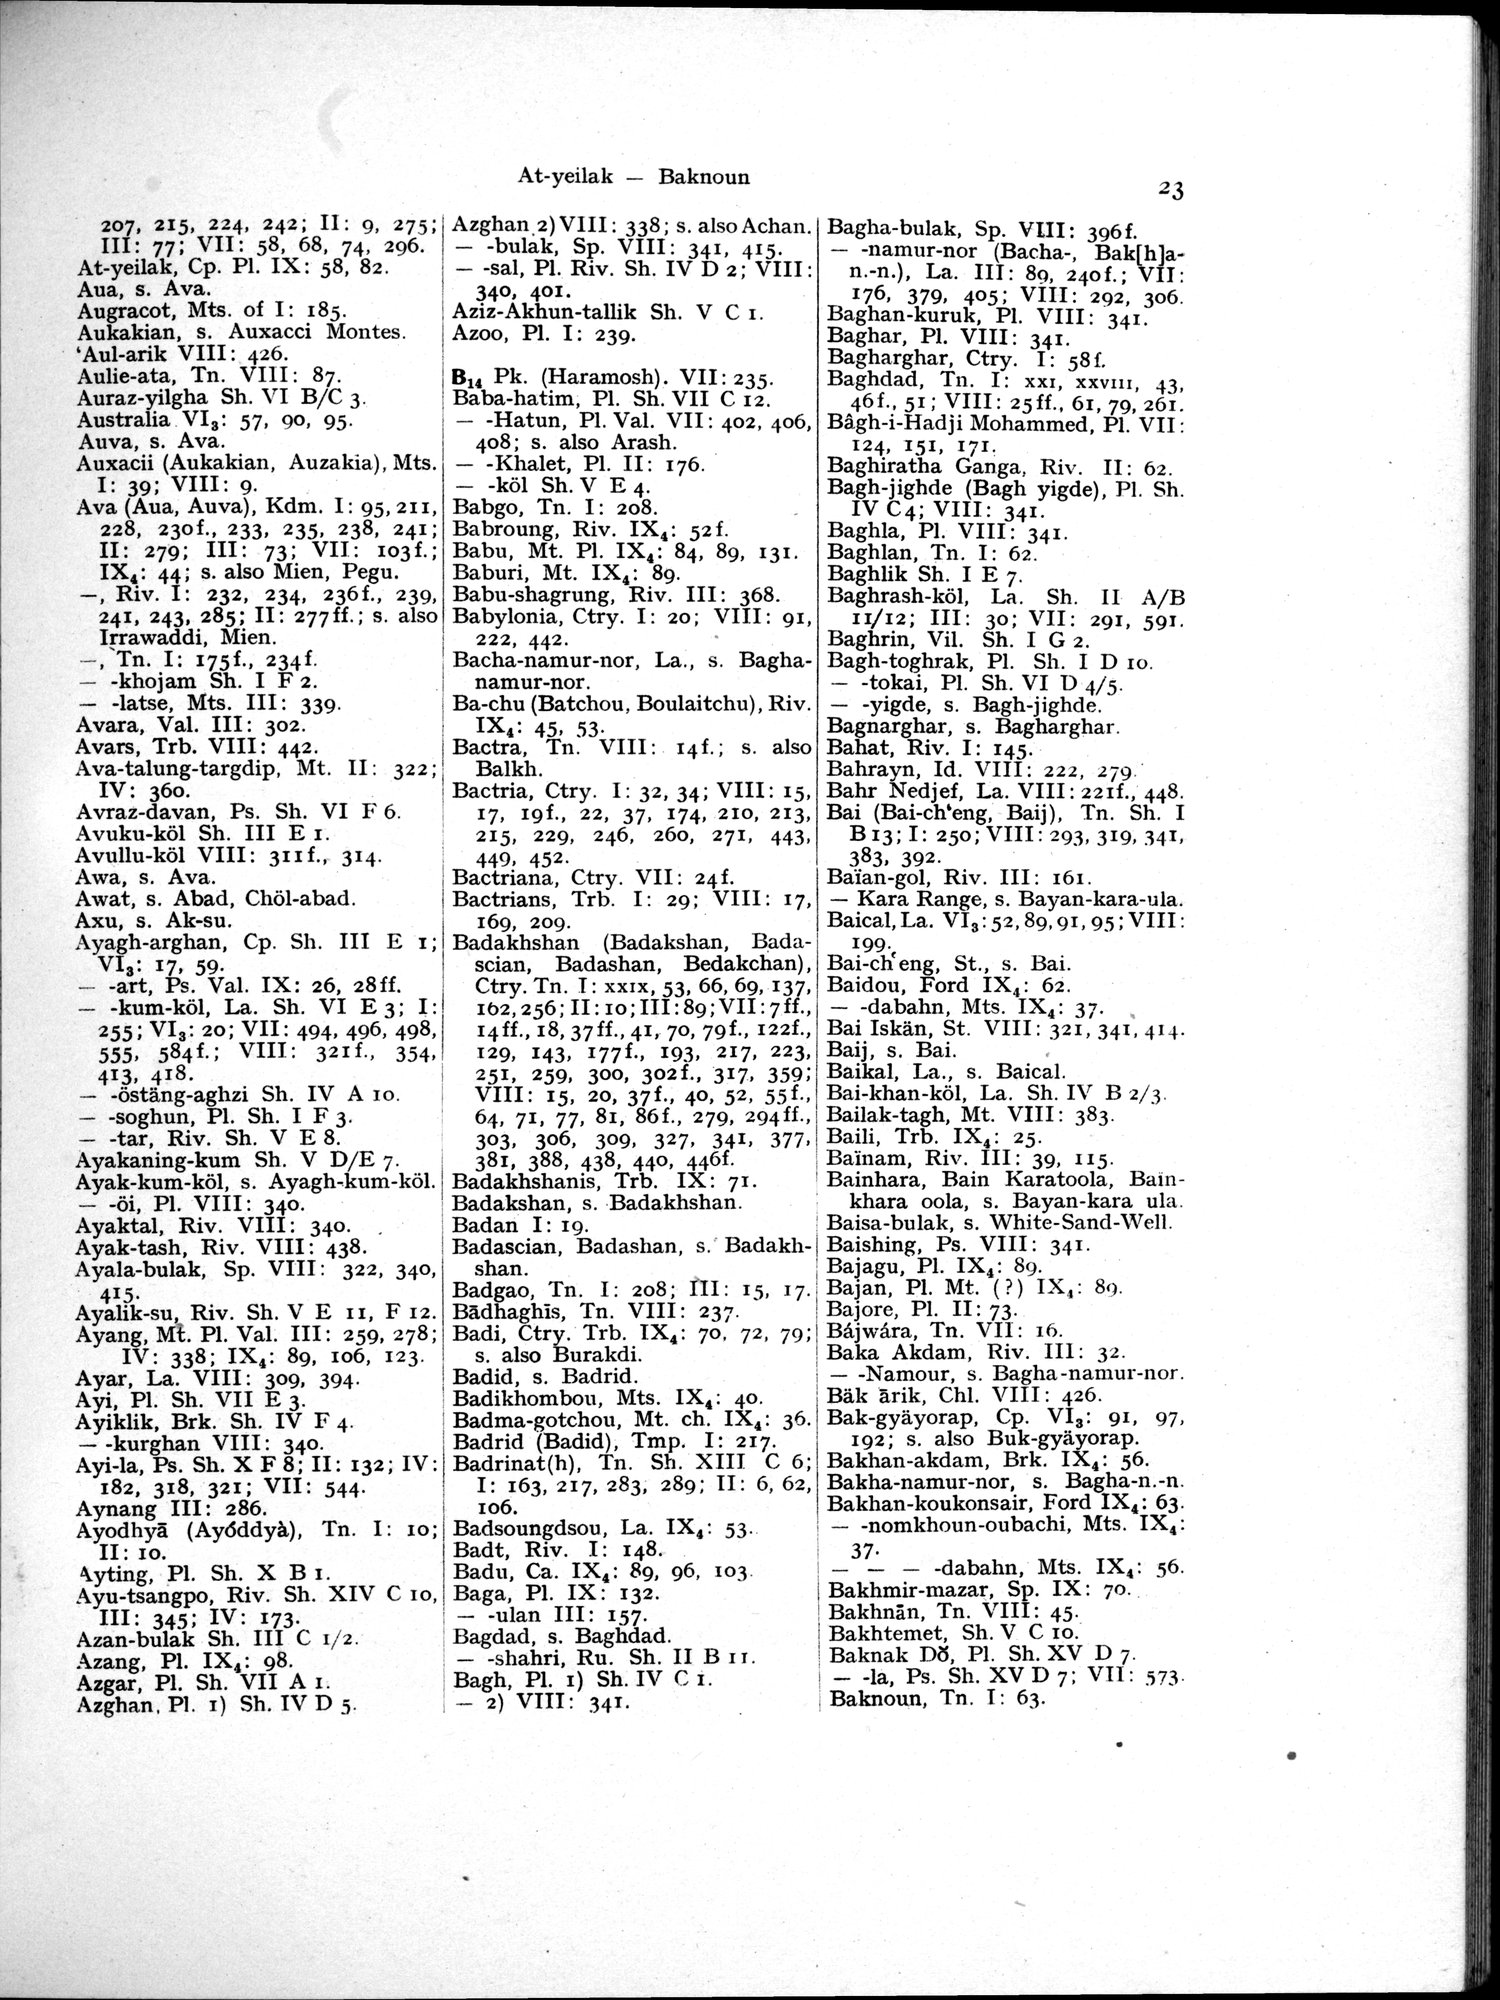 At-yeilak — Baknoun
23
207, 215, 224, 242; II: 9, 275;
III: 77; VII: 58, 68, 74, 296.
At-yeilak, Cp. Pl. IX: 58, 82.
Aua, s. Ava.
Augracot, Mts. of I: 185.
Aukakian, s. Auxacci Montes.
‘Aul-arik VIII: 426.
Aulie-ata, Tn. VIII: 87.
Auraz-yilgha Sh. VI B/C 3.
Australia VI₃: 57, 90, 95.
Auva, s. Ava.
Auxacii (Aukakian, Auzakia), Mts.
I: 39; VIII: 9.
Ava (Aua, Auva), Kdm. I: 95, 211,
228, 230f., 233, 235, 238, 241;
II: 279; III: 73; VII: 103f.;
IX₄: 44; s. also Mien, Pegu.
—, Riv. I: 232, 234, 236f., 239,
241, 243, 285; II: 277ff.; s. also
Irrawaddi, Mien.
—, Tn. I: 175f., 234f.
— -khojam Sh. I F 2.
— -latse, Mts. III: 339.
Avara, Val. III: 302.
Avars, Trb. VIII: 442.
Ava-talung-targdip, Mt. II: 322;
IV: 360.
Avraz-davan, Ps. Sh. VI F 6.
Avuku-köl Sh. III E 1.
Avullu-köl VIII: 311f., 314.
Awa, s. Ava.
Awat, s. Abad, Chöl-abad.
Axu, s. Ak-su.
Ayagh-arghan, Cp. Sh. III E 1;
VI₃: 17, 59.
— -art, Ps. Val. IX: 26, 28ff.
— -kum-köl, La. Sh. VI E 3; I:
255; VI₃: 20; VII: 494, 496, 498,
555, 584f.; VIII: 321f., 354,
413, 418.
— -östäng-aghzi Sh. IV A 10.
— -soghun, Pl. Sh. I F 3.
— -tar, Riv. Sh. V E 8.
Ayakaning-kum Sh. V D/E 7.
Ayak-kum-köl, s. Ayagh-kum-köl.
— -öi, Pl. VIII: 340.
Ayaktal, Riv. VIII: 340.
Ayak-tash, Riv. VIII: 438.
Ayala-bulak, Sp. VIII: 322, 340,
415.
Ayalik-su, Riv. Sh. V E 11, F 12.
Ayang, Mt. Pl. Val. III: 259, 278;
IV: 338; IX₄: 89, 106, 123.
Ayar, La. VIII: 309, 394.
Ayi, Pl. Sh. VII E 3.
Ayiklik, Brk. Sh. IV F 4.
— -kurghan VIII: 340.
Ayi-la, Ps. Sh. X F 8; II: 132; IV:
182, 318, 321; VII: 544.
Aynang III: 286.
Ayodhyā (Ayóddyà), Tn. I: 10;
II: 10.
Ayting, Pl. Sh. X B 1.
Ayu-tsangpo, Riv. Sh. XIV C 10,
III: 345; IV: 173.
Azan-bulak Sh. III C 1/2.
Azang, Pl. IX₄: 98.
Azgar, Pl. Sh. VII A 1.
Azghan, Pl. 1) Sh. IV D 5.
Azghan 2) VIII: 338; s. also Achan.
— -bulak, Sp. VIII: 341, 415.
— -sal, Pl. Riv. Sh. IV D 2; VIII:
340, 401.
Aziz-Akhun-tallik Sh. V C 1.
Azoo, Pl. I: 239.
B₁₄ Pk. (Haramosh). VII: 235.
Baba-hatim, Pl. Sh. VII C 12.
— -Hatun, Pl. Val. VII: 402, 406,
408; s. also Arash.
— -Khalet, Pl. II: 176.
— -köl Sh. V E 4.
Babgo, Tn. I: 208.
Babroung, Riv. IX₄: 52f.
Babu, Mt. Pl. IX₄: 84, 89, 131.
Baburi, Mt. IX₄: 89.
Babu-shagrung, Riv. III: 368.
Babylonia, Ctry. I: 20; VIII: 91,
222, 442.
Bacha-namur-nor, La., s. Bagha-
namur-nor.
Ba-chu (Batchou, Boulaitchu), Riv.
IX₄: 45, 53.
Bactra, Tn. VIII: 14f.; s. also
Balkh.
Bactria, Ctry. I: 32, 34; VIII: 15,
17, 19f., 22, 37, 174, 210, 213,
215, 229, 246, 260, 271, 443,
449, 452.
Bactriana, Ctry. VII: 24f.
Bactrians, Trb. I: 29; VIII: 17,
169, 209.
Badakhshan (Badakshan, Bada-
scian, Badashan, Bedakchan),
Ctry. Tn. I: XXIX, 53, 66, 69, 137,
162, 256; II: 10; III: 89; VII: 7ff.,
14ff., 18, 37ff., 41, 70, 79f., 122f.,
129, 143, 177f., 193, 217, 223,
251, 259, 300, 302f., 317, 359;
VIII: 15, 20, 37f., 40, 52, 55f.,
64, 71, 77, 81, 86f., 279, 294ff.,
303, 306, 309, 327, 341, 377,
381, 388, 438, 440, 446f.
Badakhshanis, Trb. IX: 71.
Badakshan, s. Badakhshan.
Badan I: 19.
Badascian, Badashan, s. Badakh-
shan.
Badgao, Tn. I: 208; III: 15, 17.
Bādhaghīs, Tn. VIII: 237.
Badi, Ctry. Trb. IX₄: 70, 72, 79;
s. also Burakdi.
Badid, s. Badrid.
Badikhombou, Mts. IX₄: 40.
Badma-gotchou, Mt. ch. IX₄: 36.
Badrid (Badid), Tmp. I: 217.
Badrinat(h), Tn. Sh. XIII C 6;
I: 163, 217, 283, 289; II: 6, 62,
106.
Badsoungdsou, La. IX₄: 53.
Badt, Riv. I: 148.
Badu, Ca. IX₄: 89, 96, 103.
Baga, Pl. IX: 132.
— -ulan III: 157.
Bagdad, s. Baghdad.
— -shahri, Ru. Sh. II B 11.
Bagh, Pl. 1) Sh. IV C 1.
— 2) VIII: 341.
Bagha-bulak, Sp. VIII: 396f.
— -namur-nor (Bacha-, Bak[h]a-
n.-n.), La. III: 89, 240f.; VII:
176, 379, 405; VIII: 292, 306.
Baghan-kuruk, Pl. VIII: 341.
Baghar, Pl. VIII: 341.
Bagharghar, Ctry. I: 58f.
Baghdad, Tn. I: XXI, XXVIII, 43,
46f., 51; VIII: 25ff., 61, 79, 261.
Bâgh-i-Hadji Mohammed, Pl. VII:
124, 151, 171.
Baghiratha Ganga, Riv. II: 62.
Bagh-jighde (Bagh yigde), Pl. Sh.
IV C 4; VIII: 341.
Baghla, Pl. VIII: 341.
Baghlan, Tn. I: 62.
Baghlik Sh. I E 7.
Baghrash-köl, La. Sh. II A/B
11/12; III: 30; VII: 291, 591.
Baghrin, Vil. Sh. I G 2.
Bagh-toghrak, Pl. Sh. I D 10.
— -tokai, Pl. Sh. VI D 4/5.
— -yigde, s. Bagh-jighde.
Bagnarghar, s. Bagharghar.
Bahat, Riv. I: 145.
Bahrayn, Id. VIII: 222, 279.
Bahr Nedjef, La. VIII: 221f., 448.
Bai (Bai-ch‘eng, Baij), Tn. Sh. I
B 13; I: 250; VIII: 293, 319, 341,
383, 392.
Baïan-gol, Riv. III: 161.
— Kara Range, s. Bayan-kara-ula.
Baical, La. VI₃: 52, 89, 91, 95; VIII:
199.
Bai-ch‘eng, St., s. Bai.
Baidou, Ford IX₄: 62.
— -dabahn, Mts. IX₄: 37.
Bai Iskän, St. VIII: 321, 341, 414.
Baij, s. Bai.
Baikal, La., s. Baical.
Bai-khan-köl, La. Sh. IV B 2/3.
Bailak-tagh, Mt. VIII: 383.
Baili, Trb. IX₄: 25.
Baïnam, Riv. III: 39, 115.
Bainhara, Bain Karatoola, Bain-
khara oola, s. Bayan-kara ula.
Baisa-bulak, s. White-Sand-Well.
Baishing, Ps. VIII: 341.
Bajagu, Pl. IX₄: 89.
Bajan, Pl. Mt. (?) IX₄: 89.
Bajore, Pl. II: 73.
Bájwára, Tn. VII: 16.
Baka Akdam, Riv. III: 32.
— -Namour, s. Bagha-namur-nor.
Bäk ārik, Chl. VIII: 426.
Bak-gyäyorap, Cp. VI₃: 91, 97,
192; s. also Buk-gyäyorap.
Bakhan-akdam, Brk. IX₄: 56.
Bakha-namur-nor, s. Bagha-n.-n.
Bakhan-koukonsair, Ford IX₄: 63.
— -nomkhoun-oubachi, Mts. IX₄:
37.
— — — -dabahn, Mts. IX₄: 56.
Bakhmir-mazar, Sp. IX: 70.
Bakhnān, Tn. VIII: 45.
Bakhtemet, Sh. V C 10.
Baknak Dŏ, Pl. Sh. XV D 7.
— -la, Ps. Sh. XV D 7; VII: 573.
Baknoun, Tn. I: 63.